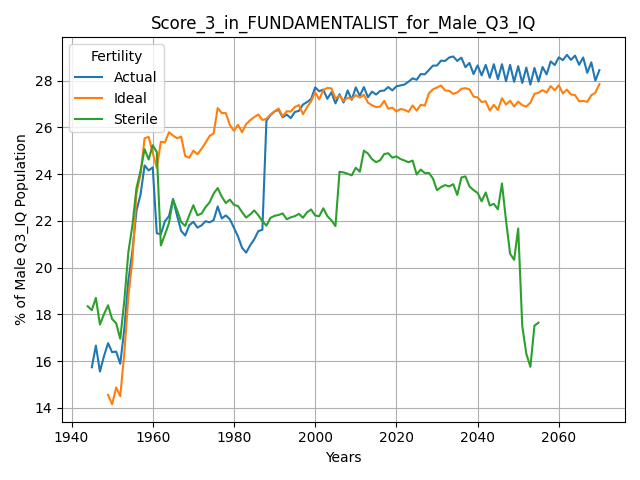 Score_3_in_FUNDAMENTALIST_for_Male_Q3_IQ
Fertility
Actual
Ideal
Sterile
% of Male Q3_IQ Population
28
26
24
22
20
18
16
14
1940
1960
1980
2000
2020
2040
2060
Years